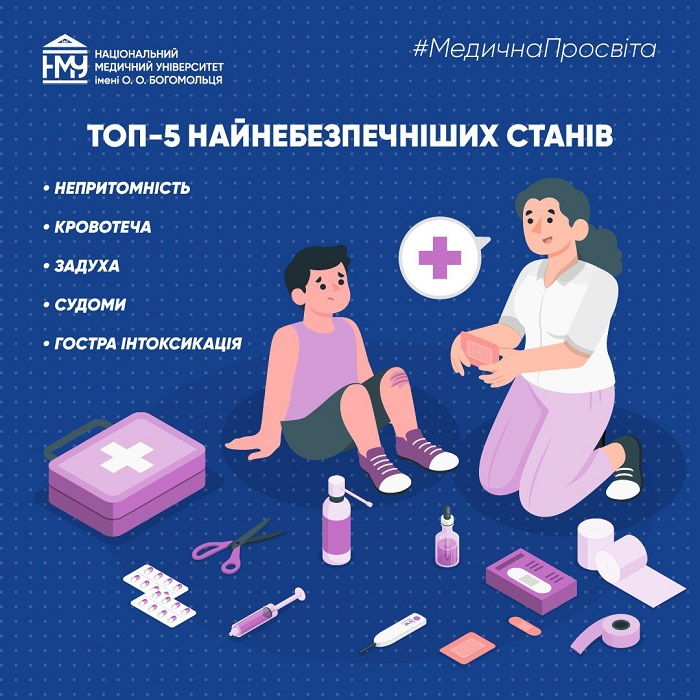 НАЦІОНАЛЬНИЙ
МЕДИЧНИЙ УНІВЕРСИТЕТ
імені О. О. БОГОМОЛЬЦЯ
НМУ
#МедичнаПросвіта
ТОП-5 НАЙНЕБЕЗПЕЧНІШИХ СТАНІВ
• НЕПРИТОМНІСТЬ
• КРОВОТЕЧА
• ЗАДУХА
• СУДОМИ
• ГОСТРА ІНТОКСИКАЦІЯ